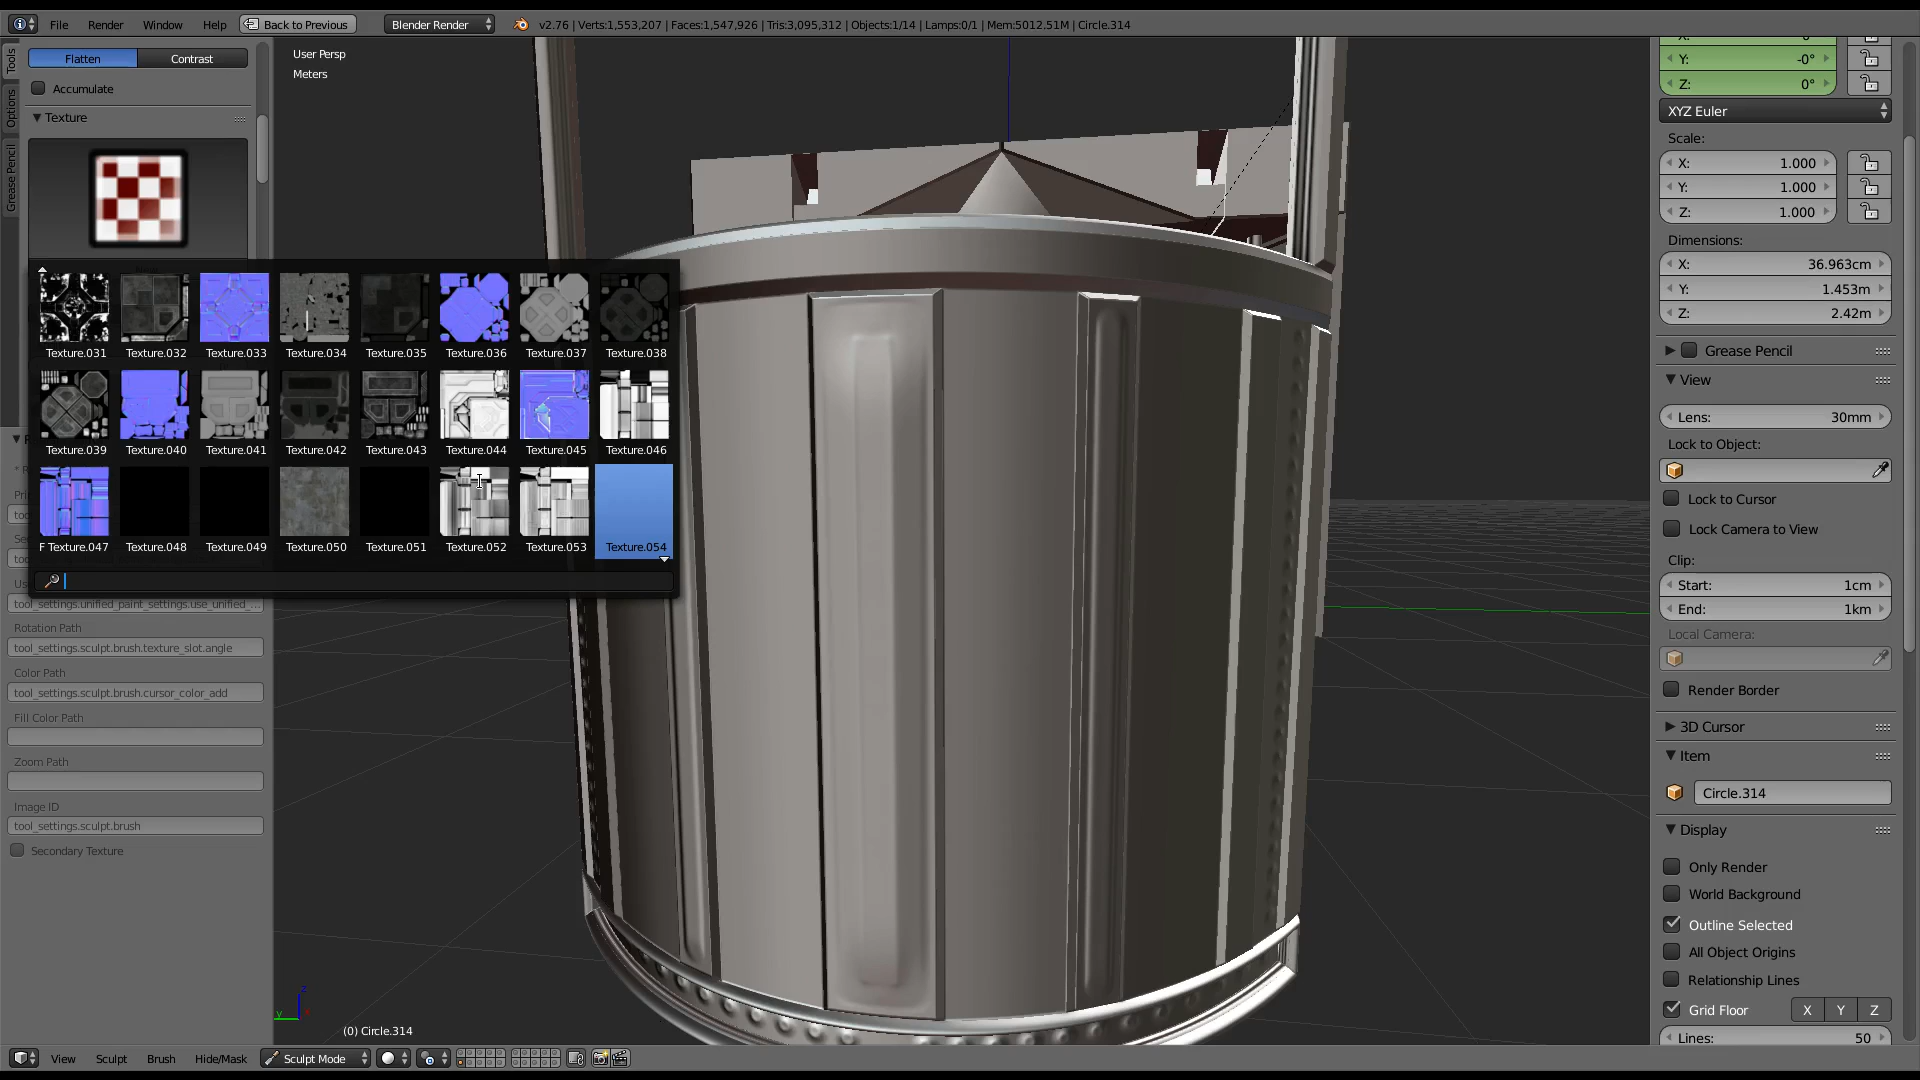 File Render Window Help Back to Previous Blender Render v2.76 | Verts:1,553,207 | Faces:1,547,926 | Tris:3,095,312 | Objects:1/14 | Lamps:0/1 | Mem:5012.51M | Circle.314
Tools
Options
Grease Pencil
Flatten Contrast
Accumulate
Texture
User Persp
Meters
Texture.031 Texture.032 Texture.033 Texture.034 Texture.035 Texture.036 Texture.037 Texture.038
Texture.039 Texture.040 Texture.041 Texture.042 Texture.043 Texture.044 Texture.045 Texture.046
F Texture.047 Texture.048 Texture.049 Texture.050 Texture.051 Texture.052 Texture.053 Texture.054
tool_settings.unified_paint_settings.use_unified_...
Rotation Path
tool_settings.sculpt.brush.texture_slot.angle
Color Path
tool_settings.sculpt.brush.cursor_color_add
Fill Color Path
Zoom Path
Image ID
tool_settings.sculpt.brush
Secondary Texture
z
y
(0) Circle.314
Y: -0°
Z: 0°
XYZ Euler
Scale:
X: 1.000
Y: 1.000
Z: 1.000
Dimensions:
X: 36.963cm
Y: 1.453m
Z: 2.42m
Grease Pencil
View
Lens: 30mm
Lock to Object:
Lock to Cursor
Lock Camera to View
Clip:
Start: 1cm
End: 1km
Local Camera:
Render Border
3D Cursor
Item
Circle.314
Display
Only Render
World Background
Outline Selected
All Object Origins
Relationship Lines
Grid Floor X Y Z
Lines: 50
View Sculpt Brush Hide/Mask Sculpt Mode